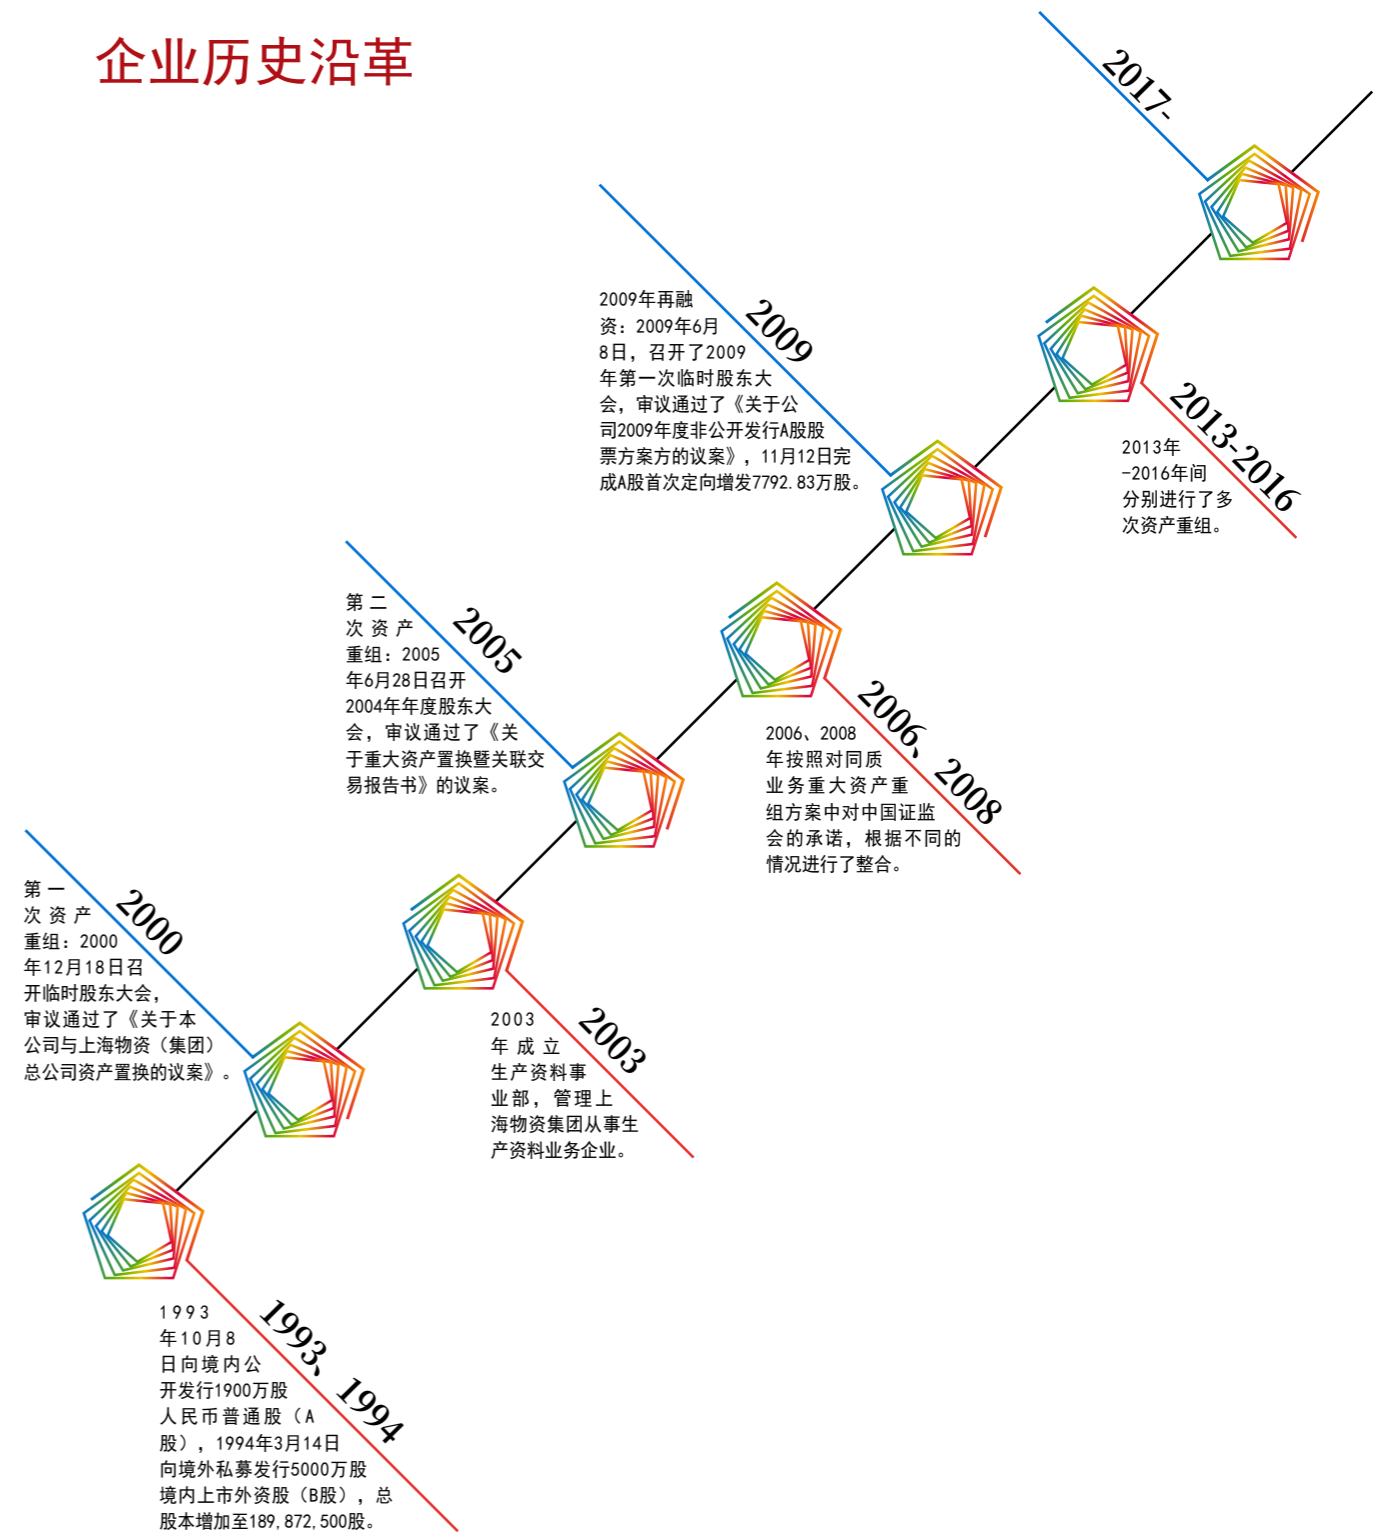 企业历史沿革
2017-
2009
2009年再融
资：2009年6月
8日，召开了2009
年第一次临时股东大
会，审议通过了《关于公
司2009年度非公开发行A股股
票方案方的议案》，11月12日完
成A股首次定向增发7792.83万股。
2013-2016
2013年
-2016年间
分别进行了多
次资产重组。
2005
第二
次资产
重组：2005
年6月28日召开
2004年年度股东大
会，审议通过了《关
于重大资产置换暨关联交
易报告书》的议案。
2006、2008
2006、2008
年按照对同质
业务重大资产重
组方案中对中国证监
会的承诺，根据不同的
情况进行了整合。
2000
第一
次资产
重组：2000
年12月18日召
开临时股东大会，
审议通过了《关于本
公司与上海物资（集团）
总公司资产置换的议案》。
2003
2003
年成立
生产资料事
业部，管理上
海物资集团从事生
产资料业务企业。
1993、1994
1993
年10月8
日向境内公
开发行1900万股
人民币普通股（A
股），1994年3月14日
向境外私募发行5000万股
境内上市外资股（B股），总
股本增加至189,872,500股。